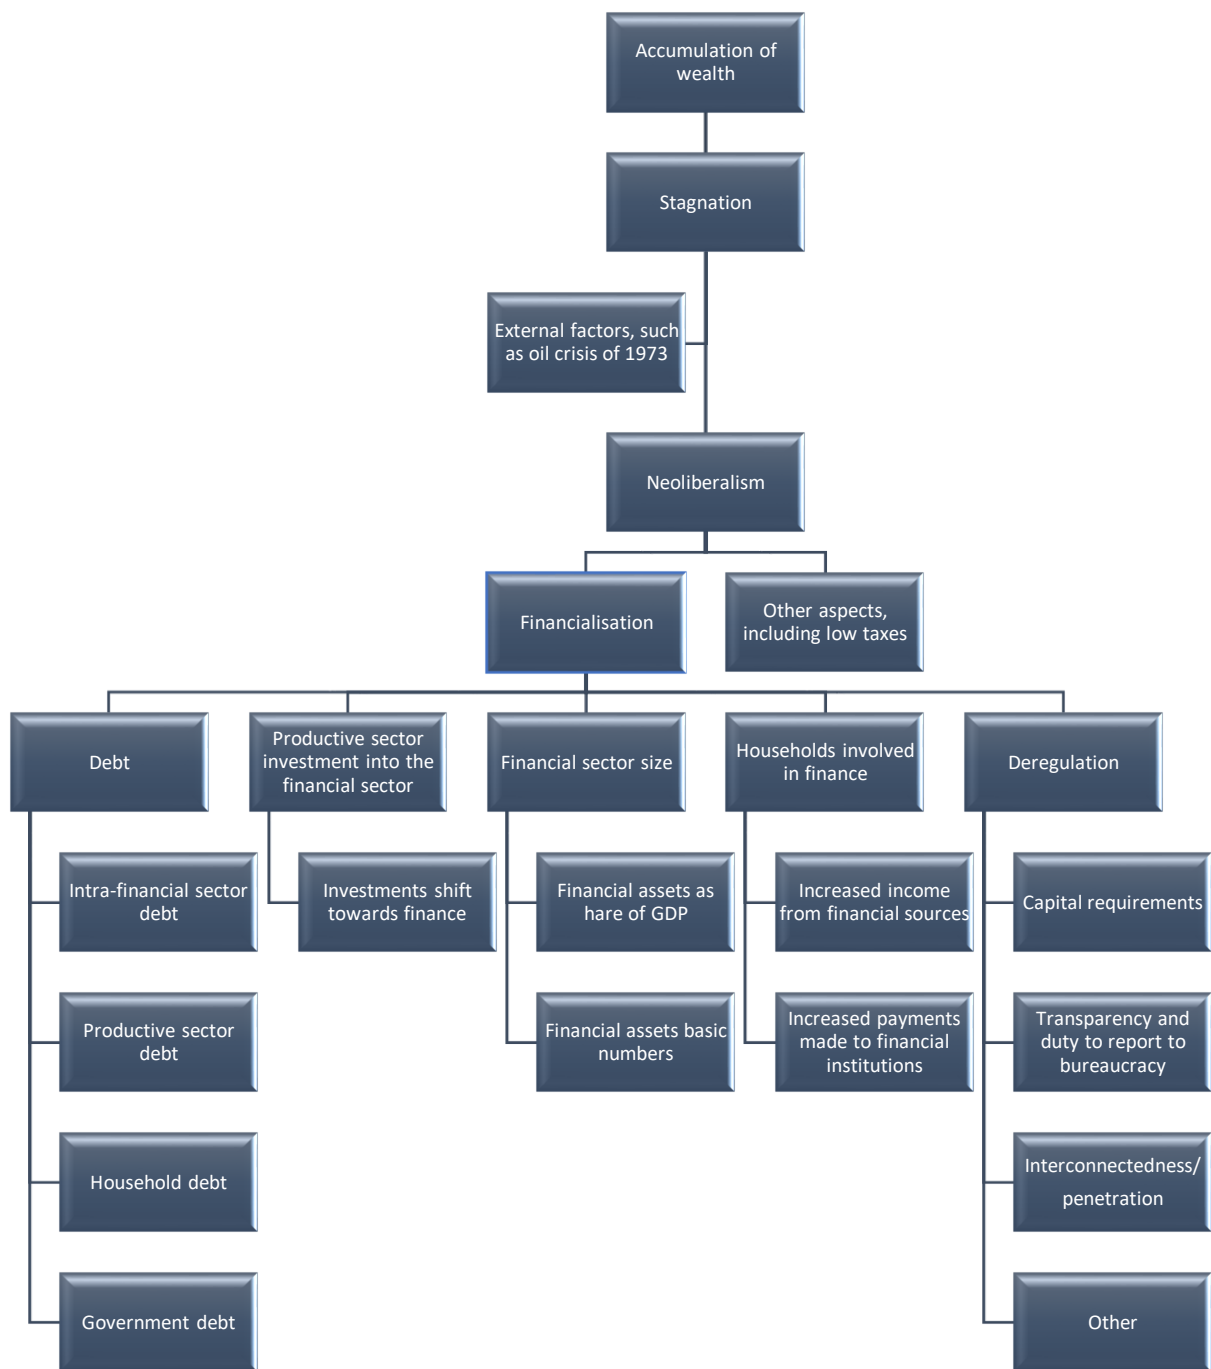 Accumulation of
wealth
Stagnation
External factors, such
as oil crisis of 1973
Neoliberalism
Financialisation
Other aspects,
including low taxes
Debt
Productive sector
investment into the
financial sector
Financial sector size
Households involved
in finance
Deregulation
Intra-financial sector
debt
Investments shift
towards finance
Financial assets as
hare of GDP
Increased income
from financial sources
Capital requirements
Productive sector
debt
Financial assets basic
numbers
Increased payments
made to financial
institutions
Transparency and
duty to report to
bureaucracy
Household debt
Interconnectedness/
penetration
Government debt
Other